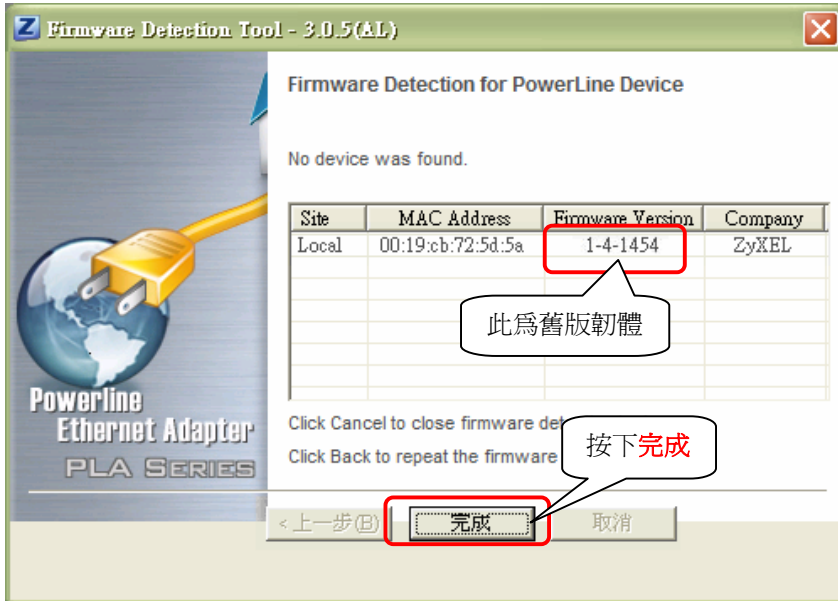 Firmware Detection Tool - 3.0.5(AL)
Firmware Detection for PowerLine Device
No device was found.
Site MAC Address Firmware Version Company
Local 00:19:cb:72:5d:5a 1-4-1454 ZyXEL
此為舊版韌體
Powerline
Ethernet Adapter
PLA SERIES
Click Cancel to close firmware
Click Back to repeat the firmware
按下完成
<上一步(B) 完成 取消